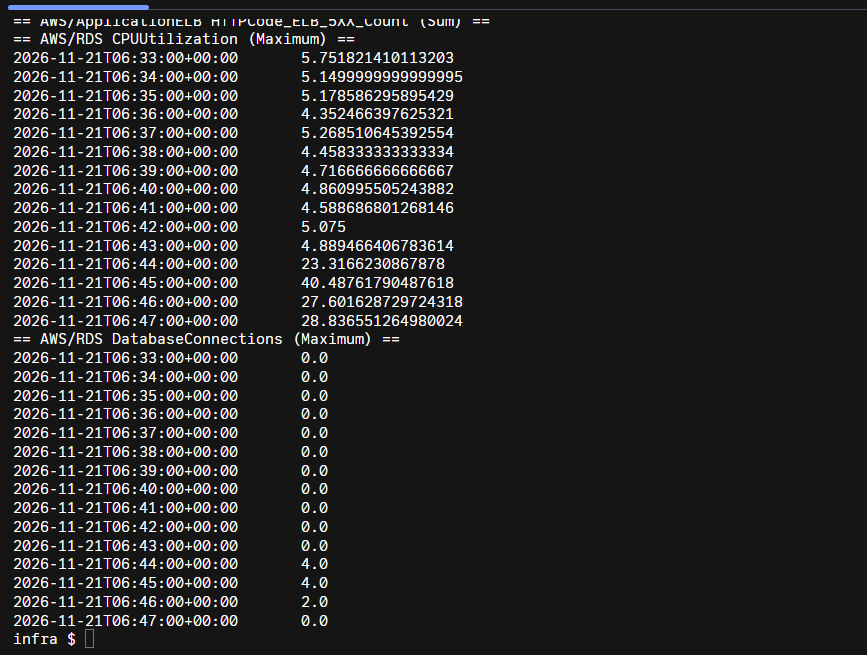 == AWS/ApplicationELB HTTPCode_ELB_5XX_Count (Sum) ==
== AWS/RDS CPUUtilization (Maximum) ==
2026-11-21T06:33:00+00:00       5.751821410113203
2026-11-21T06:34:00+00:00       5.1499999999999995
2026-11-21T06:35:00+00:00       5.178586295895429
2026-11-21T06:36:00+00:00       4.352466397625321
2026-11-21T06:37:00+00:00       5.268510645392554
2026-11-21T06:38:00+00:00       4.458333333333334
2026-11-21T06:39:00+00:00       4.716666666666667
2026-11-21T06:40:00+00:00       4.860995505243882
2026-11-21T06:41:00+00:00       4.588686801268146
2026-11-21T06:42:00+00:00       5.075
2026-11-21T06:43:00+00:00       4.889466406783614
2026-11-21T06:44:00+00:00       23.3166230867878
2026-11-21T06:45:00+00:00       40.48761790487618
2026-11-21T06:46:00+00:00       27.601628729724318
2026-11-21T06:47:00+00:00       28.836551264980024
== AWS/RDS DatabaseConnections (Maximum) ==
2026-11-21T06:33:00+00:00       0.0
2026-11-21T06:34:00+00:00       0.0
2026-11-21T06:35:00+00:00       0.0
2026-11-21T06:36:00+00:00       0.0
2026-11-21T06:37:00+00:00       0.0
2026-11-21T06:38:00+00:00       0.0
2026-11-21T06:39:00+00:00       0.0
2026-11-21T06:40:00+00:00       0.0
2026-11-21T06:41:00+00:00       0.0
2026-11-21T06:42:00+00:00       0.0
2026-11-21T06:43:00+00:00       0.0
2026-11-21T06:44:00+00:00       4.0
2026-11-21T06:45:00+00:00       4.0
2026-11-21T06:46:00+00:00       2.0
2026-11-21T06:47:00+00:00       0.0
infra $